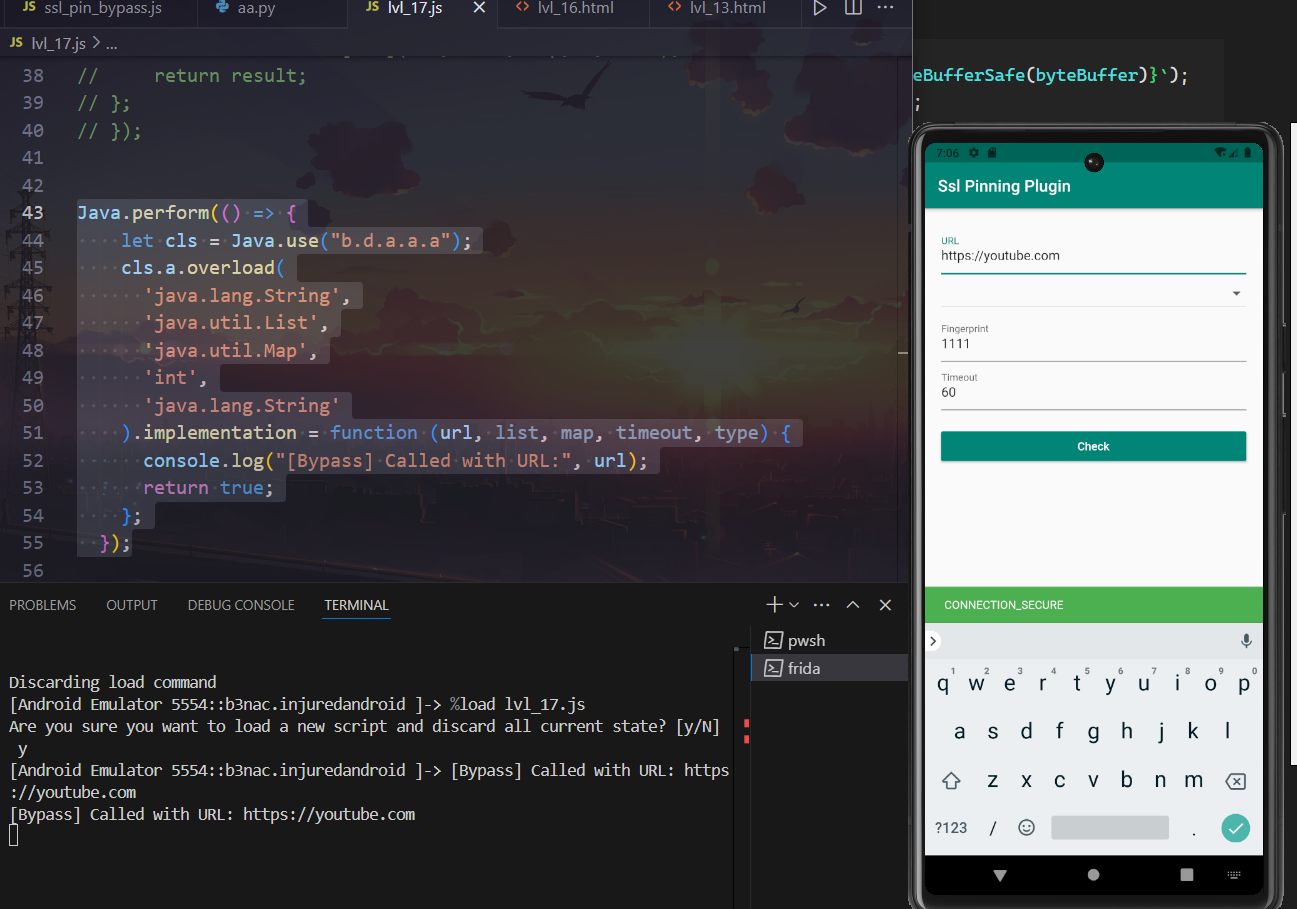 JS ssl_pin_bypass.js
aa.py
JS lvl_17.js
<> lvl_16.html
<> lvl_13.html
JS lvl_17.js > ...
38 //     return result;
39 // };
40 // });
41
42
43 Java.perform(() => {
44     let cls = Java.use("b.d.a.a.a");
45     cls.a.overload(
46       'java.lang.String',
47       'java.util.List',
48       'java.util.Map',
49       'int',
50       'java.lang.String'
51     ).implementation = function (url, list, map, timeout, type) {
52       console.log("[Bypass] Called with URL:", url);
53       return true;
54     };
55   });
56
eBufferSafe(byteBuffer)}`);
;
PROBLEMS OUTPUT DEBUG CONSOLE TERMINAL
pwsh
frida
Discarding load command
[Android Emulator 5554::b3nac.injuredandroid ]-> %load lvl_17.js
Are you sure you want to load a new script and discard all current state? [y/N]
y
[Android Emulator 5554::b3nac.injuredandroid ]-> [Bypass] Called with URL: https
://youtube.com
[Bypass] Called with URL: https://youtube.com
7:06
Ssl Pinning Plugin
URL
https://youtube.com
Fingerprint
1111
Timeout
60
Check
CONNECTION_SECURE
1 2 3 4 5 6 7 8 9 0
q w e r t y u i o p
a s d f g h j k l
z x c v b n m
?123 / .